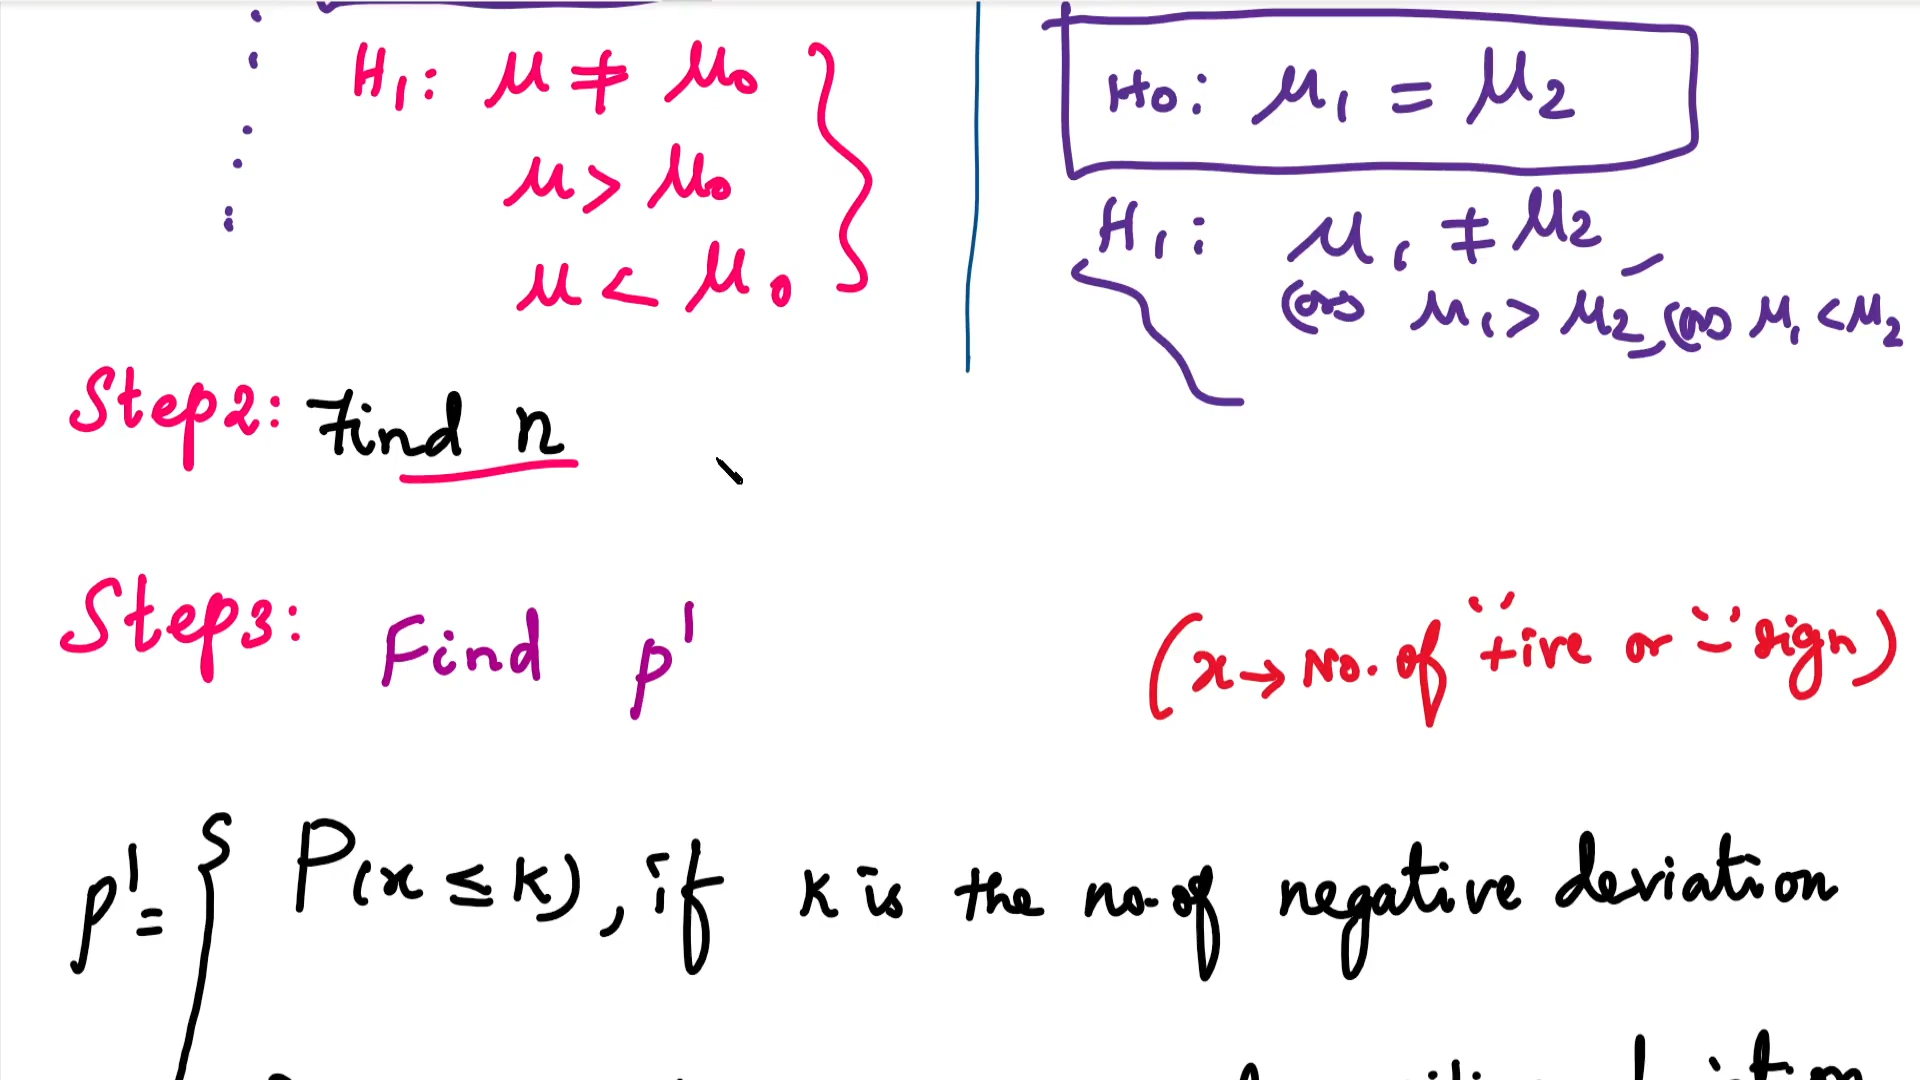 H₁: μ ≠ μ₀
μ > μ₀
μ < μ₀
H₀: μ₁ = μ₂
H₁: μ₁ ≠ μ₂
(or) μ₁ > μ₂ (or) μ₁ < μ₂
Step2: Find n
Step3: Find p'
(x → No. of "+ive or "-" sign)
p' = { P(x ≤ k), if K is the no. of negative deviation